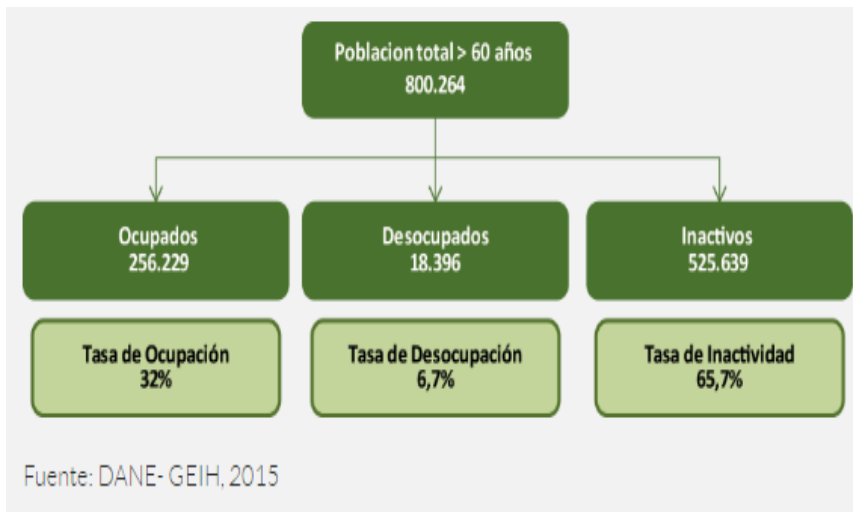 Poblacion total > 60 años
800.264
Ocupados
256.229
Desocupados
18.396
Inactivos
525.639
Tasa de Ocupación
32%
Tasa de Desocupación
6,7%
Tasa de Inactividad
65,7%
Fuente: DANE- GEIH, 2015